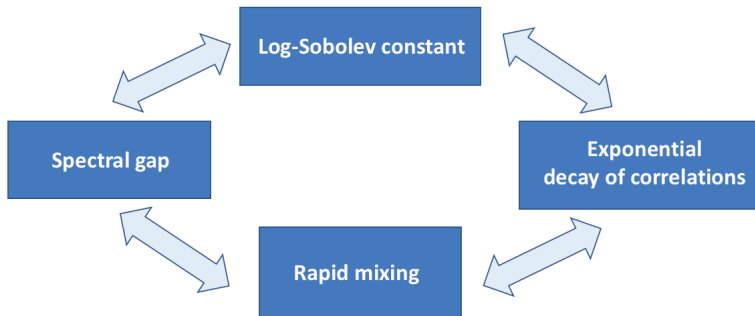 Log-Sobolev constant
Spectral gap
Exponential
decay of correlations
Rapid mixing